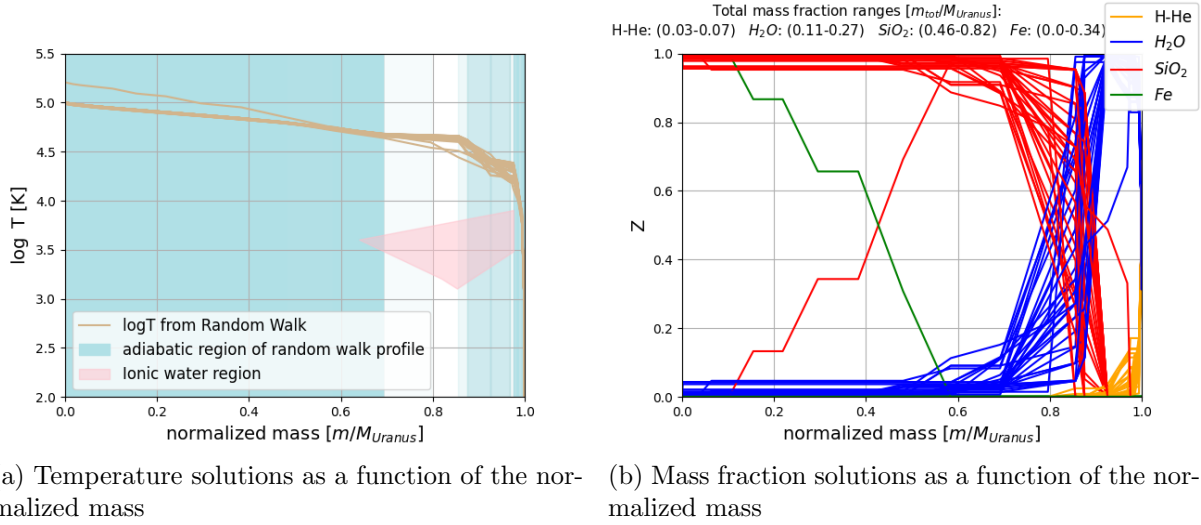 Total mass fraction ranges [m_tot/M_Uranus]:
H-He: (0.03-0.07) H₂O: (0.11-0.27) SiO₂: (0.46-0.82) Fe: (0.0-0.34)
5.5
5.0
4.5
4.0
3.5
3.0
2.5
2.0
log T [K]
logT from Random Walk
adiabatic region of random walk profile
Ionic water region
0.0 0.2 0.4 0.6 0.8 1.0
normalized mass [m/M_Uranus]
H-He
H₂O
SiO₂
Fe
1.0
0.8
0.6
0.4
0.2
0.0
Z
0.0 0.2 0.4 0.6 0.8 1.0
normalized mass [m/M_Uranus]
a) Temperature solutions as a function of the nor-
malized mass
(b) Mass fraction solutions as a function of the nor-
malized mass